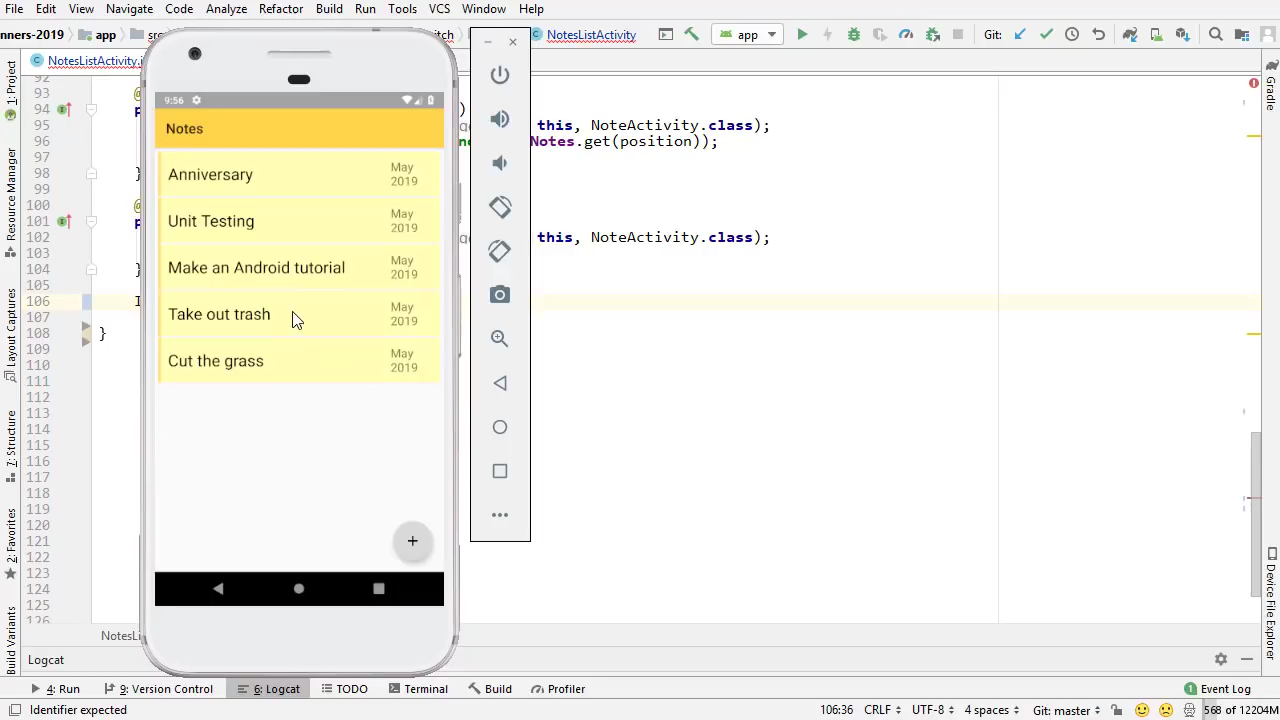 File Edit View Navigate Code Analyze Refactor Build Run Tools VCS Window Help
nners-2019 app NotesListActivity app Git:
NotesListActivity.
92
93
94
95 this, NoteActivity.class);
96 Notes.get(position));
97
98 }
99
100
101
102 this, NoteActivity.class);
103
104 }
105
106
107
108 }
109
110
111
112
113
114
115
116
117
118
119
120
121
122
123
124
125
126
9:56
Notes
Anniversary May 2019
Unit Testing May 2019
Make an Android tutorial May 2019
Take out trash May 2019
Cut the grass May 2019
+
1: Project
Resource Manager
Layout Captures
7: Structure
2: Favorites
Build Variants
Gradle
Device File Explorer
NotesLi
Logcat
4: Run 9: Version Control 6: Logcat TODO Terminal Build Profiler Event Log
Identifier expected 106:36 CRLF UTF-8 4 spaces Git: master 568 of 12204M